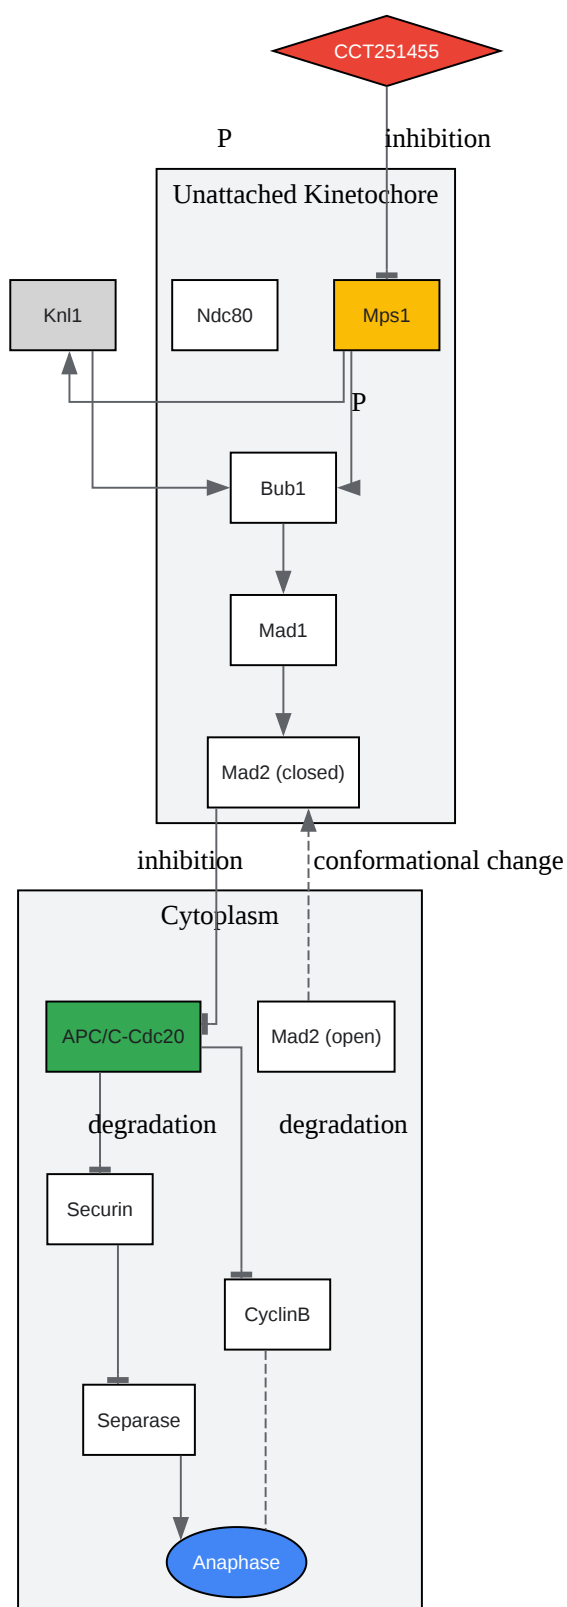 CCT251455
P
inhibition
Unattached Kinetochore
Knl1
Ndc80
Mps1
P
Bub1
Mad1
Mad2 (closed)
inhibition
conformational change
Cytoplasm
APC/C-Cdc20
Mad2 (open)
degradation
degradation
Securin
CyclinB
Separase
Anaphase